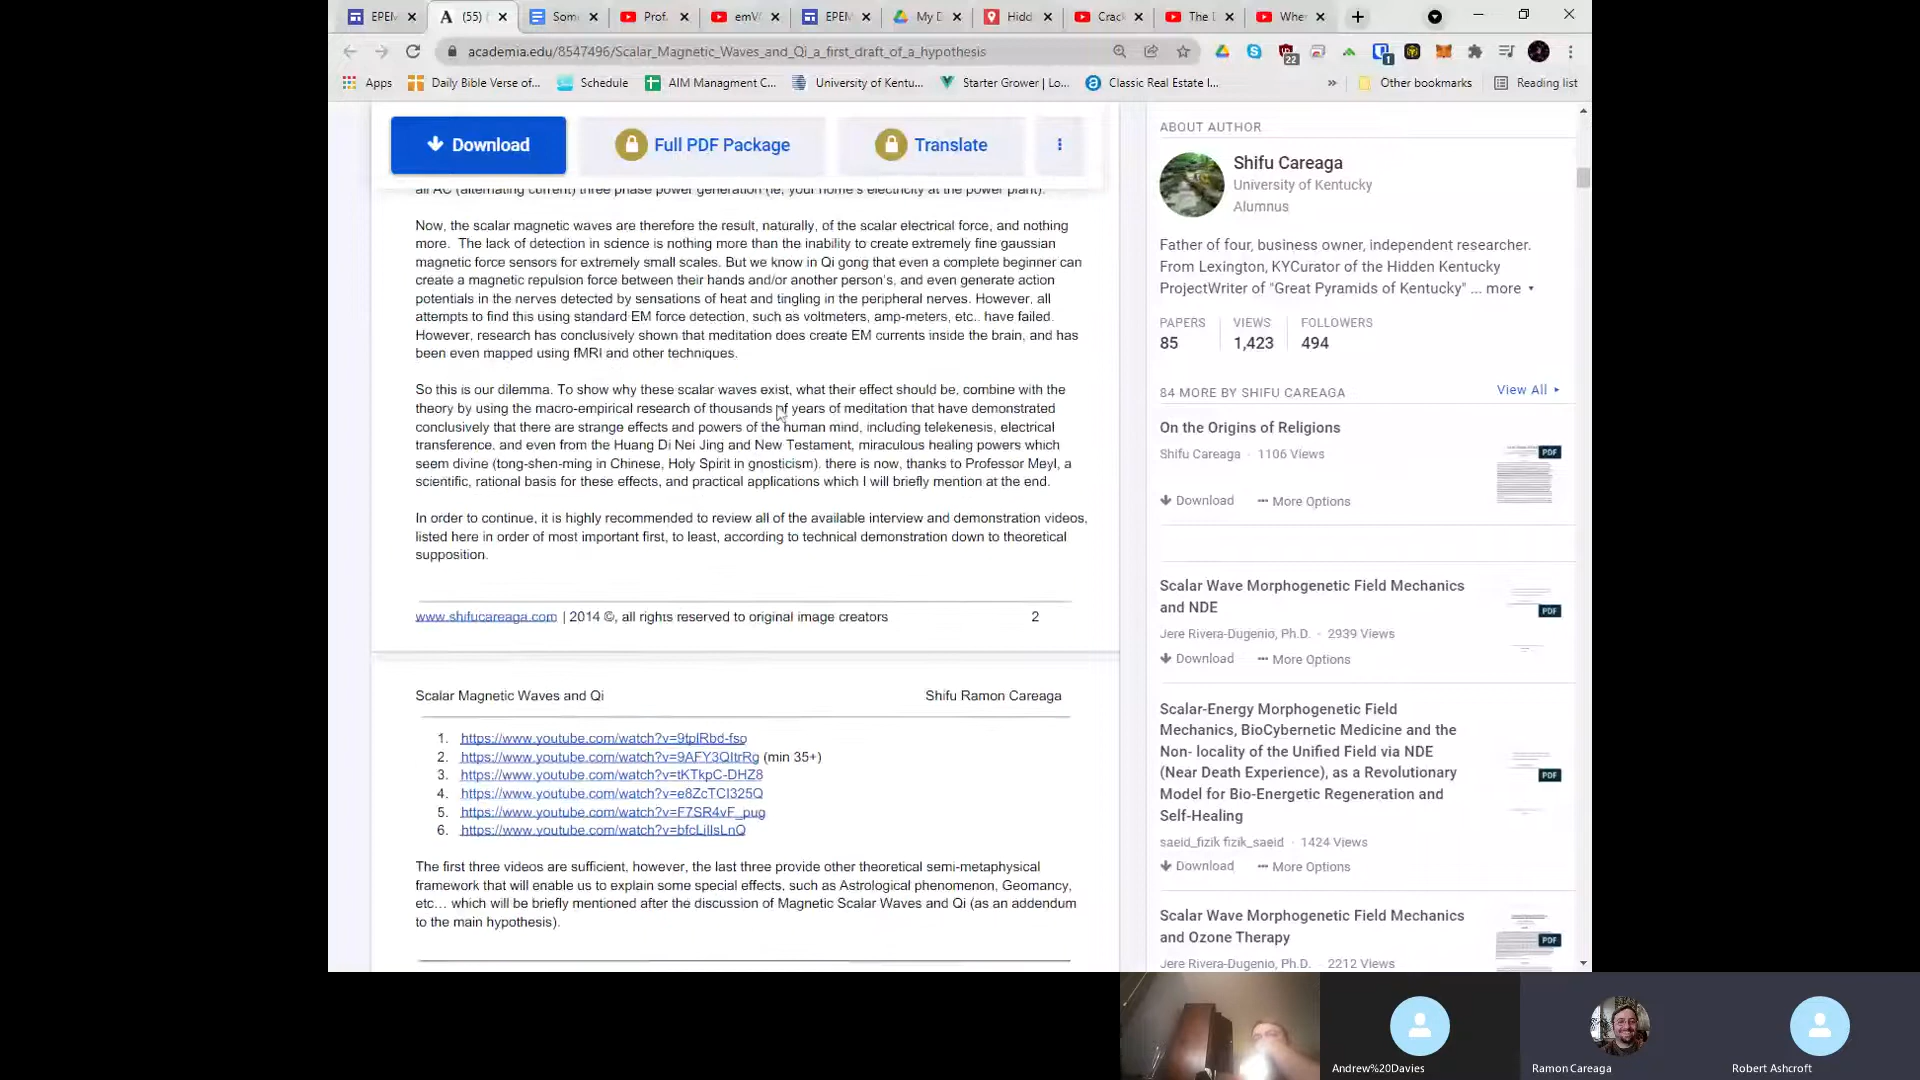 EPEM
(55) (
Som
Prof.
emV/
EPEM
My D
Hidd
Crack
The D
Wher
academia.edu/8547496/Scalar_Magnetic_Waves_and_Qi_a_first_draft_of_a_hypothesis
22
1
Apps
Daily Bible Verse of...
Schedule
AIM Managment C...
University of Kentu...
Starter Grower | Lo...
Classic Real Estate I...
»
Other bookmarks
Reading list
Download
Full PDF Package
Translate
all AC (alternating current) three phase power generation (ie, your home's electricity at the power plant).
Now, the scalar magnetic waves are therefore the result, naturally, of the scalar electrical force, and nothing
more. The lack of detection in science is nothing more than the inability to create extremely fine gaussian
magnetic force sensors for extremely small scales. But we know in Qi gong that even a complete beginner can
create a magnetic repulsion force between their hands and/or another person's, and even generate action
potentials in the nerves detected by sensations of heat and tingling in the peripheral nerves. However, all
attempts to find this using standard EM force detection, such as voltmeters, amp-meters, etc.. have failed.
However, research has conclusively shown that meditation does create EM currents inside the brain, and has
been even mapped using fMRI and other techniques.
So this is our dilemma. To show why these scalar waves exist, what their effect should be, combine with the
theory by using the macro-empirical research of thousands of years of meditation that have demonstrated
conclusively that there are strange effects and powers of the human mind, including telekenesis, electrical
transference, and even from the Huang Di Nei Jing and New Testament, miraculous healing powers which
seem divine (tong-shen-ming in Chinese, Holy Spirit in gnosticism). there is now, thanks to Professor Meyl, a
scientific, rational basis for these effects, and practical applications which I will briefly mention at the end.
In order to continue, it is highly recommended to review all of the available interview and demonstration videos,
listed here in order of most important first, to least, according to technical demonstration down to theoretical
supposition.
www.shifucareaga.com | 2014 ©, all rights reserved to original image creators 2
Scalar Magnetic Waves and Qi Shifu Ramon Careaga
1. https://www.youtube.com/watch?v=9tpIRbd-fsg
2. https://www.youtube.com/watch?v=9AFY3QItrRg (min 35+)
3. https://www.youtube.com/watch?v=tKTkpC-DHZ8
4. https://www.youtube.com/watch?v=e8ZcTCI325Q
5. https://www.youtube.com/watch?v=F7SR4vF_pug
6. https://www.youtube.com/watch?v=bfcLiIIsLnQ
The first three videos are sufficient, however, the last three provide other theoretical semi-metaphysical
framework that will enable us to explain some special effects, such as Astrological phenomenon, Geomancy,
etc... which will be briefly mentioned after the discussion of Magnetic Scalar Waves and Qi (as an addendum
to the main hypothesis).
ABOUT AUTHOR
Shifu Careaga
University of Kentucky
Alumnus
Father of four, business owner, independent researcher.
From Lexington, KYCurator of the Hidden Kentucky
ProjectWriter of "Great Pyramids of Kentucky" ... more
PAPERS VIEWS FOLLOWERS
85 1,423 494
84 MORE BY SHIFU CAREAGA View All
On the Origins of Religions
Shifu Careaga · 1106 Views
PDF
Download ••• More Options
Scalar Wave Morphogenetic Field Mechanics
and NDE
PDF
Jere Rivera-Dugenio, Ph.D. · 2939 Views
Download ••• More Options
Scalar-Energy Morphogenetic Field
Mechanics, BioCybernetic Medicine and the
Non- locality of the Unified Field via NDE
(Near Death Experience), as a Revolutionary
PDF
Model for Bio-Energetic Regeneration and
Self-Healing
saeid_fizik fizik_saeid · 1424 Views
Download ••• More Options
Scalar Wave Morphogenetic Field Mechanics
and Ozone Therapy
PDF
Jere Rivera-Dugenio, Ph.D. · 2212 Views
Andrew%20Davies
Ramon Careaga
Robert Ashcroft